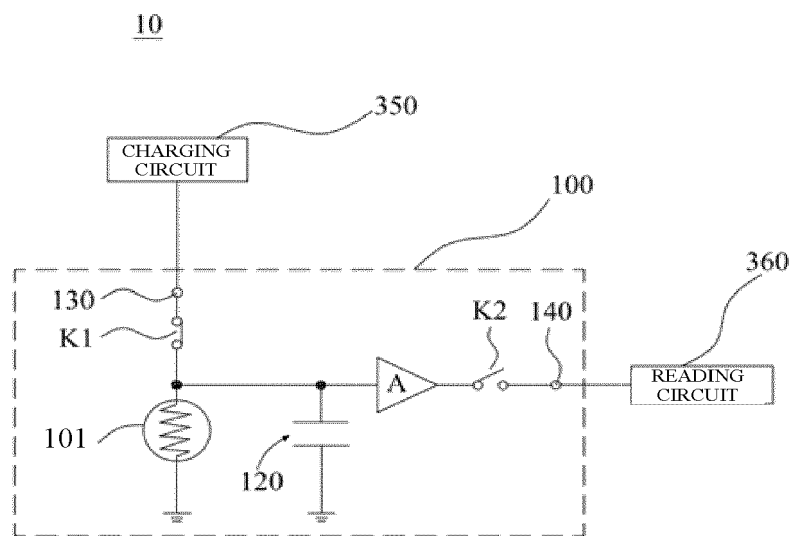 10
350
CHARGING
CIRCUIT
100
130
K1
K2
140
360
A
READING
CIRCUIT
101
120